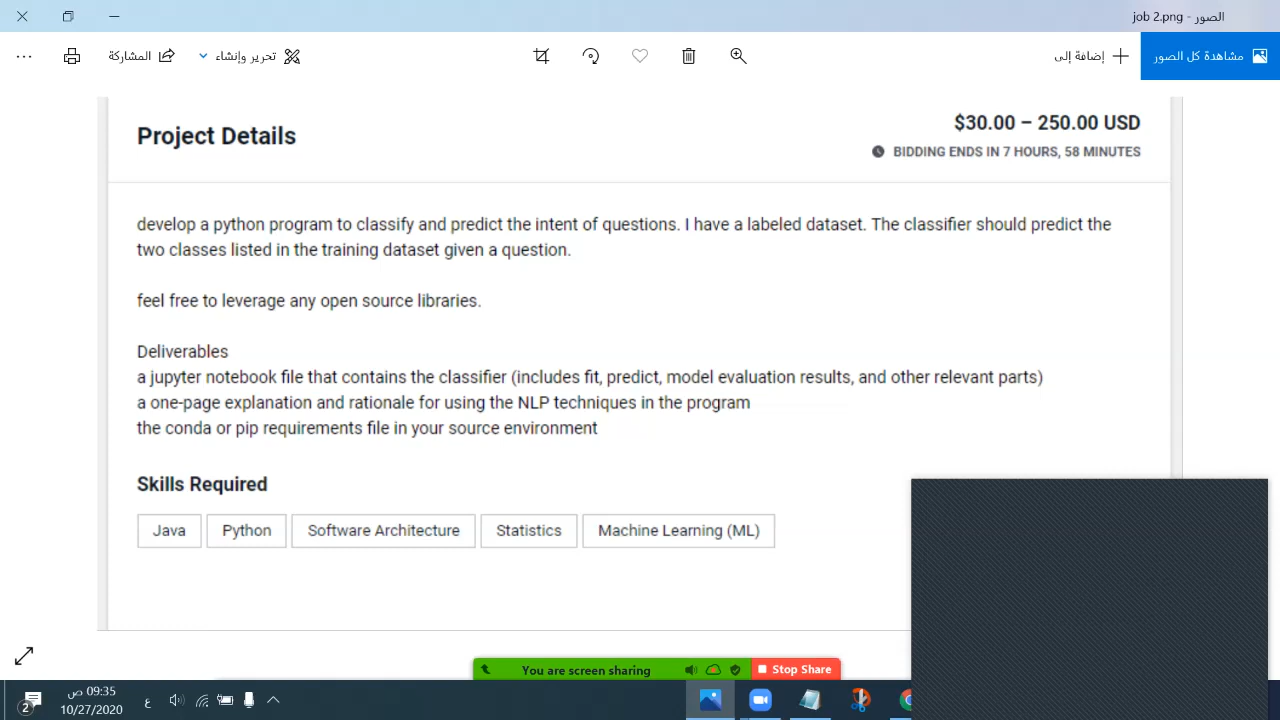 job 2.png - الصور
مشاهدة كل الصور
إضافة إلى
تحرير وإنشاء
المشاركة
Project Details
$30.00 – 250.00 USD
BIDDING ENDS IN 7 HOURS, 58 MINUTES
develop a python program to classify and predict the intent of questions. I have a labeled dataset. The classifier should predict the
two classes listed in the training dataset given a question.
feel free to leverage any open source libraries.
Deliverables
a jupyter notebook file that contains the classifier (includes fit, predict, model evaluation results, and other relevant parts)
a one-page explanation and rationale for using the NLP techniques in the program
the conda or pip requirements file in your source environment
Skills Required
Java
Python
Software Architecture
Statistics
Machine Learning (ML)
You are screen sharing
Stop Share
09:35 ص
10/27/2020
ع
2